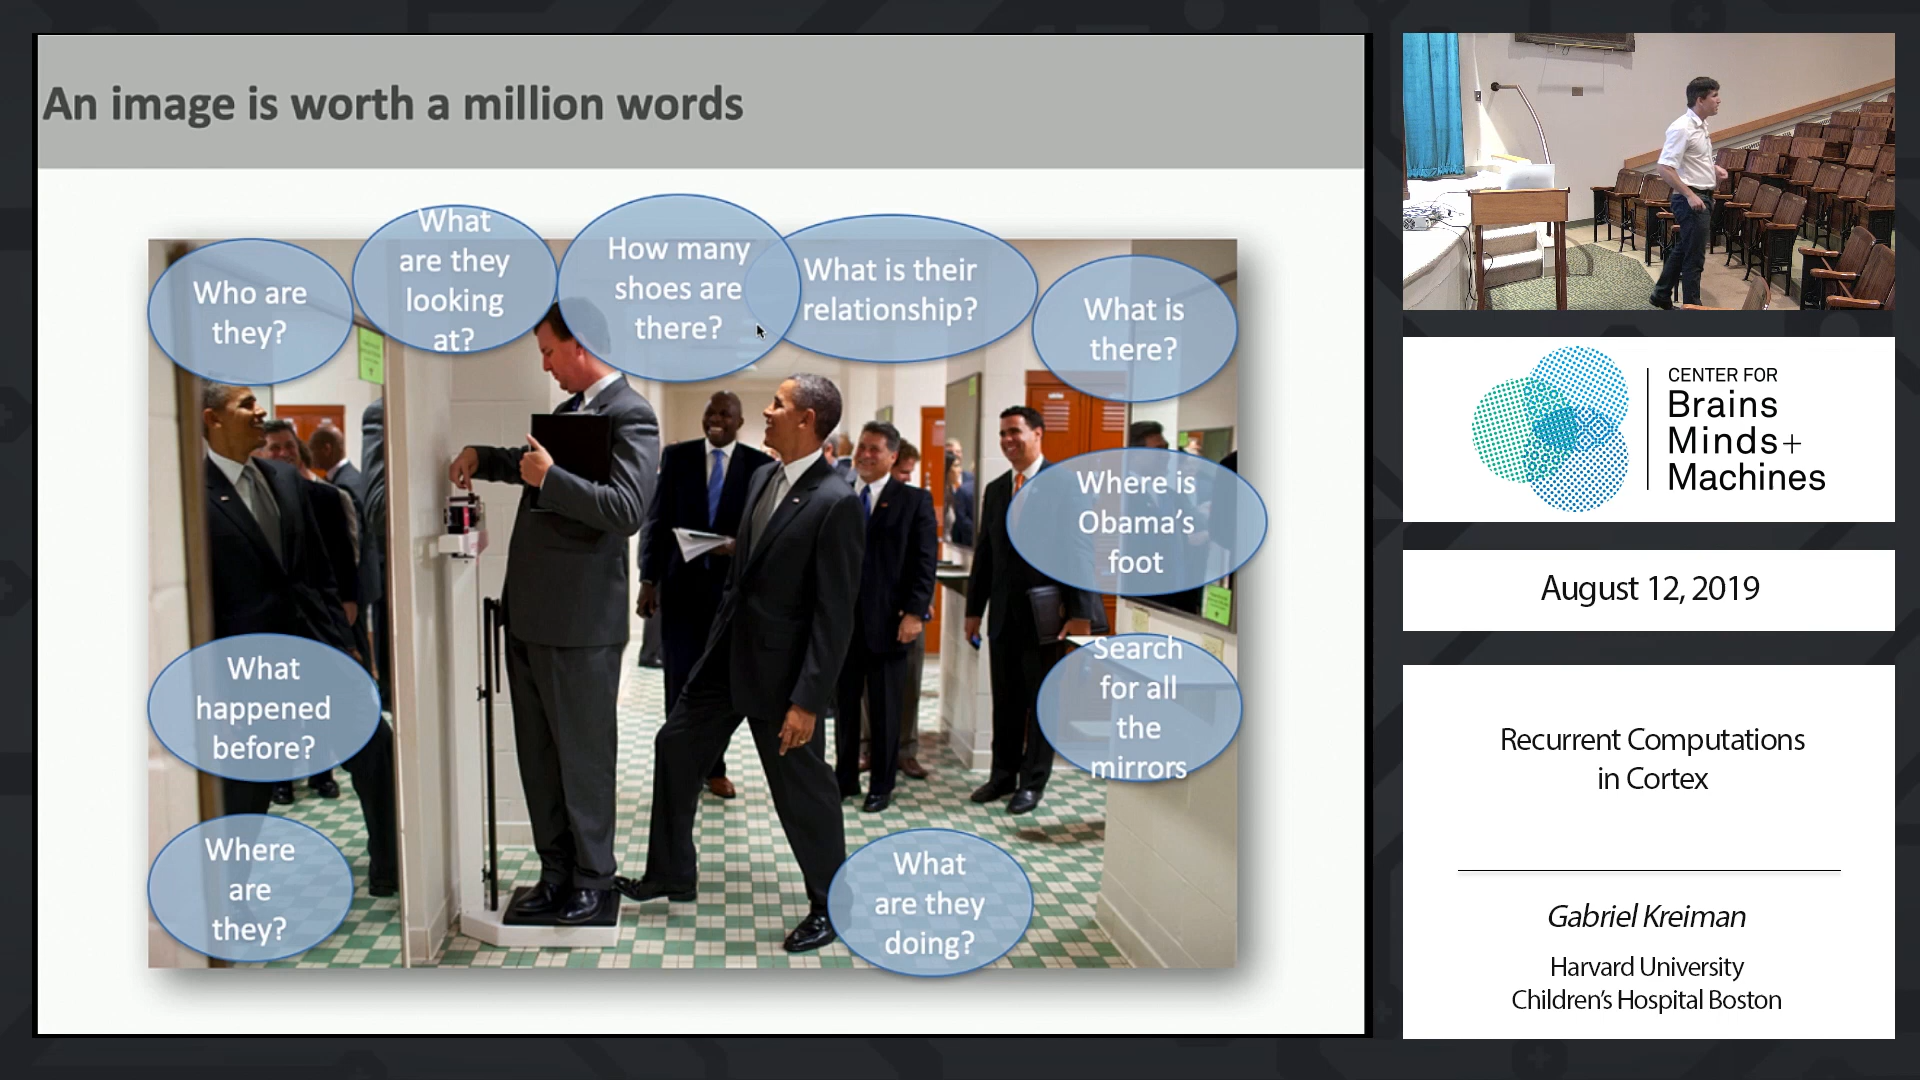 An image is worth a million words
Who are
they?
What
are they
looking
at?
How many
shoes are
there?
What is their
relationship?
What is
there?
Where is
Obama's
foot
What
happened
before?
Search
for all
the
mirrors
Where
are
they?
What
are they
doing?
CENTER FOR
Brains
Minds+
Machines
August 12, 2019
Recurrent Computations
in Cortex
Gabriel Kreiman
Harvard University
Children's Hospital Boston